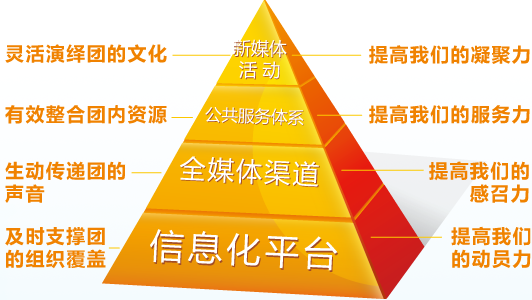 灵活演绎团的文化
新媒体
活动
提高我们的凝聚力
有效整合团内资源
公共服务体系
提高我们的服务力
生动传递团的
声音
全媒体渠道
提高我们的
感召力
及时支撑团
的组织覆盖
信息化平台
提高我们
的动员力